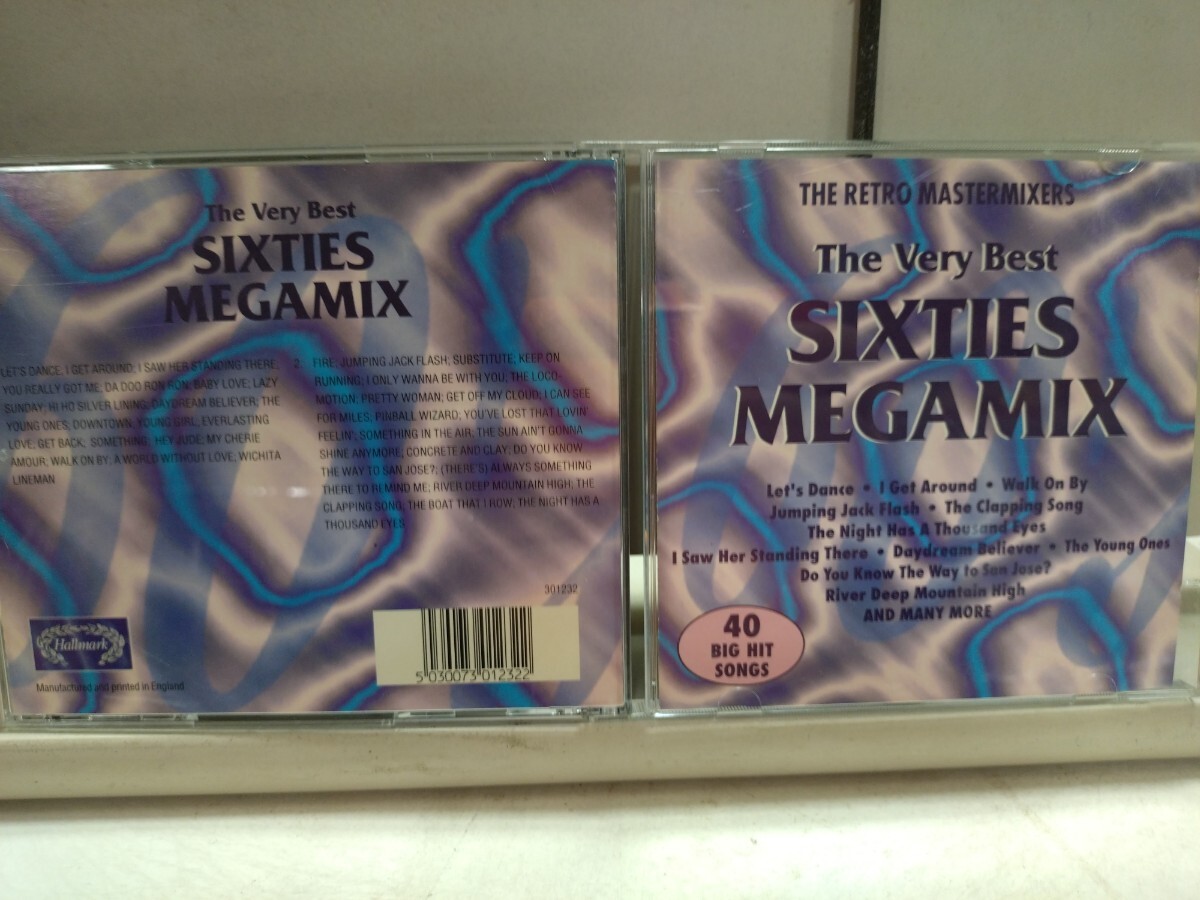 The Very Best
SIXTIES
MEGAMIX
LET'S DANCE, I GET AROUND; I SAW HER STANDING THERE;
YOU REALLY GOT ME; DA DOO RON RON; BABY LOVE; LAZY
SUNDAY; HI HO SILVER LINING; DAYDREAM BELIEVER; THE
YOUNG ONES; DOWNTOWN; YOUNG GIRL; EVERLASTING
LOVE; GET BACK; SOMETHING; HEY JUDE; MY CHERIE
AMOUR; WALK ON BY; A WORLD WITHOUT LOVE; WICHITA
LINEMAN
2. FIRE; JUMPING JACK FLASH; SUBSTITUTE; KEEP ON
RUNNING; I ONLY WANNA BE WITH YOU; THE LOCO-
MOTION; PRETTY WOMAN; GET OFF MY CLOUD; I CAN SEE
FOR MILES; PINBALL WIZARD; YOU'VE LOST THAT LOVIN'
FEELIN'; SOMETHING IN THE AIR; THE SUN AIN'T GONNA
SHINE ANYMORE; CONCRETE AND CLAY; DO YOU KNOW
THE WAY TO SAN JOSE?; (THERE'S) ALWAYS SOMETHING
THERE TO REMIND ME; RIVER DEEP MOUNTAIN HIGH; THE
CLAPPING SONG; THE BOAT THAT I ROW; THE NIGHT HAS A
THOUSAND EYES
301232
Hallmark
Manufactured and printed in England
5 030073 012322
THE RETRO MASTERMIXERS
The Very Best
SIXTIES
MEGAMIX
Let's Dance • I Get Around • Walk On By
Jumping Jack Flash • The Clapping Song
The Night Has A Thousand Eyes
I Saw Her Standing There • Daydream Believer • The Young Ones
Do You Know The Way to San Jose?
River Deep Mountain High
AND MANY MORE
40
BIG HIT
SONGS